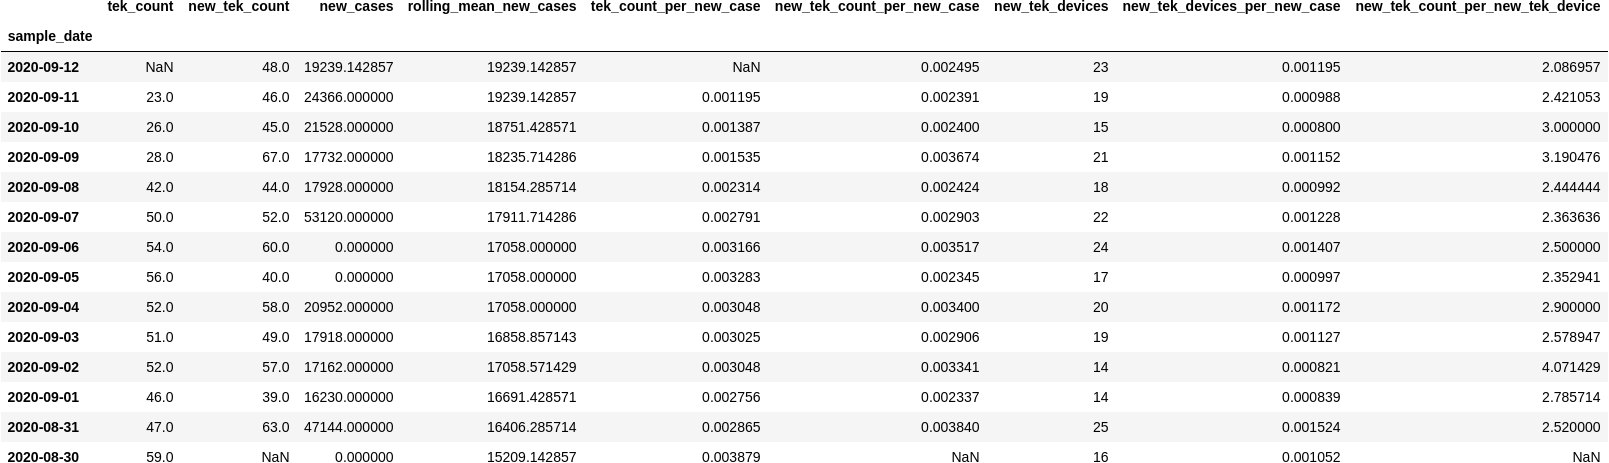 tek_count new_tek_count new_cases rolling_mean_new_cases tek_count_per_new_case new_tek_count_per_new_case new_tek_devices new_tek_devices_per_new_case new_tek_count_per_new_tek_device
sample_date
2020-09-12 NaN 48.0 19239.142857 19239.142857 NaN 0.002495 23 0.001195 2.086957
2020-09-11 23.0 46.0 24366.000000 19239.142857 0.001195 0.002391 19 0.000988 2.421053
2020-09-10 26.0 45.0 21528.000000 18751.428571 0.001387 0.002400 15 0.000800 3.000000
2020-09-09 28.0 67.0 17732.000000 18235.714286 0.001535 0.003674 21 0.001152 3.190476
2020-09-08 42.0 44.0 17928.000000 18154.285714 0.002314 0.002424 18 0.000992 2.444444
2020-09-07 50.0 52.0 53120.000000 17911.714286 0.002791 0.002903 22 0.001228 2.363636
2020-09-06 54.0 60.0 0.000000 17058.000000 0.003166 0.003517 24 0.001407 2.500000
2020-09-05 56.0 40.0 0.000000 17058.000000 0.003283 0.002345 17 0.000997 2.352941
2020-09-04 52.0 58.0 20952.000000 17058.000000 0.003048 0.003400 20 0.001172 2.900000
2020-09-03 51.0 49.0 17918.000000 16858.857143 0.003025 0.002906 19 0.001127 2.578947
2020-09-02 52.0 57.0 17162.000000 17058.571429 0.003048 0.003341 14 0.000821 4.071429
2020-09-01 46.0 39.0 16230.000000 16691.428571 0.002756 0.002337 14 0.000839 2.785714
2020-08-31 47.0 63.0 47144.000000 16406.285714 0.002865 0.003840 25 0.001524 2.520000
2020-08-30 59.0 NaN 0.000000 15209.142857 0.003879 NaN 16 0.001052 NaN